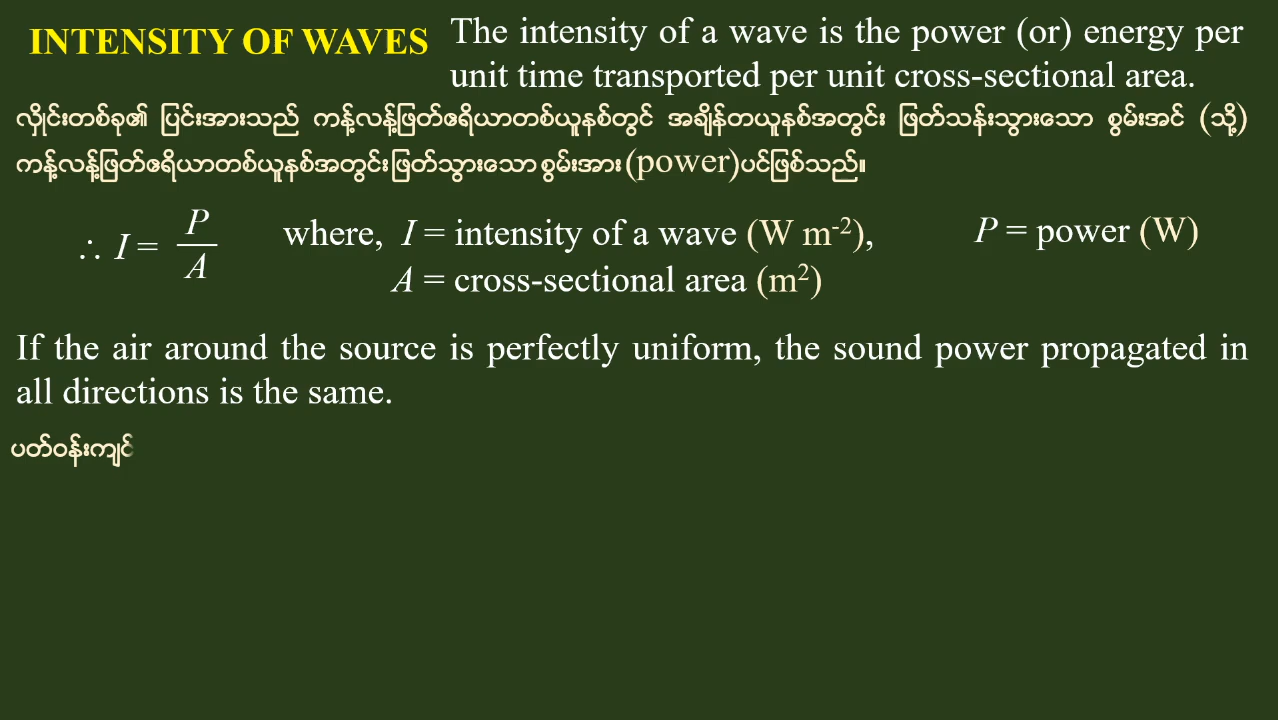 INTENSITY OF WAVES
The intensity of a wave is the power (or) energy per
unit time transported per unit cross-sectional area.
လှိုင်းတစ်ခု၏ ပြင်းအားသည် ကန့်လန့်ဖြတ်ဧရိယာတစ်ယူနစ်တွင် အချိန်တယူနစ်အတွင်း ဖြတ်သန်းသွားသော စွမ်းအင် (သို့)
ကန့်လန့်ဖြတ်ဧရိယာတစ်ယူနစ်အတွင်းဖြတ်သွားသောစွမ်းအား(power)ပင်ဖြစ်သည်။
∴ I = P/A
where, I = intensity of a wave (W m⁻²), P = power (W)
A = cross-sectional area (m²)
If the air around the source is perfectly uniform, the sound power propagated in
all directions is the same.
ပတ်ဝန်းကျင်